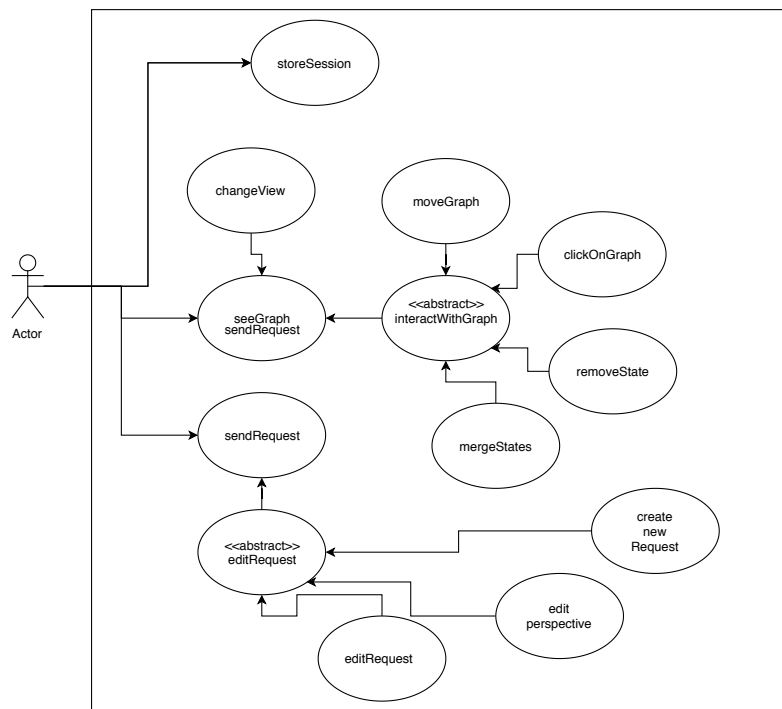 storeSession
changeView
moveGraph
clickOnGraph
<<abstract>>
interactWithGraph
seeGraph
sendRequest
Actor
removeState
sendRequest
mergeStates
create
new
Request
<<abstract>>
editRequest
edit
perspective
editRequest